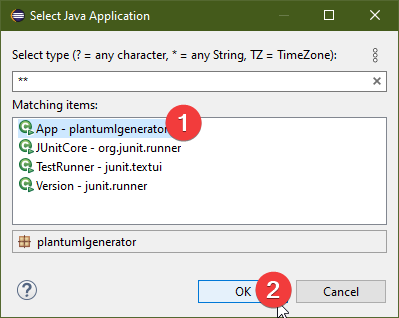 Select Java Application
Select type (? = any character, * = any String, TZ = TimeZone):
**
Matching items:
App - plantumlgenerator
1
JUnitCore - org.junit.runner
TestRunner - junit.textui
Version - junit.runner
plantumlgenerator
?
OK
2
Cancel